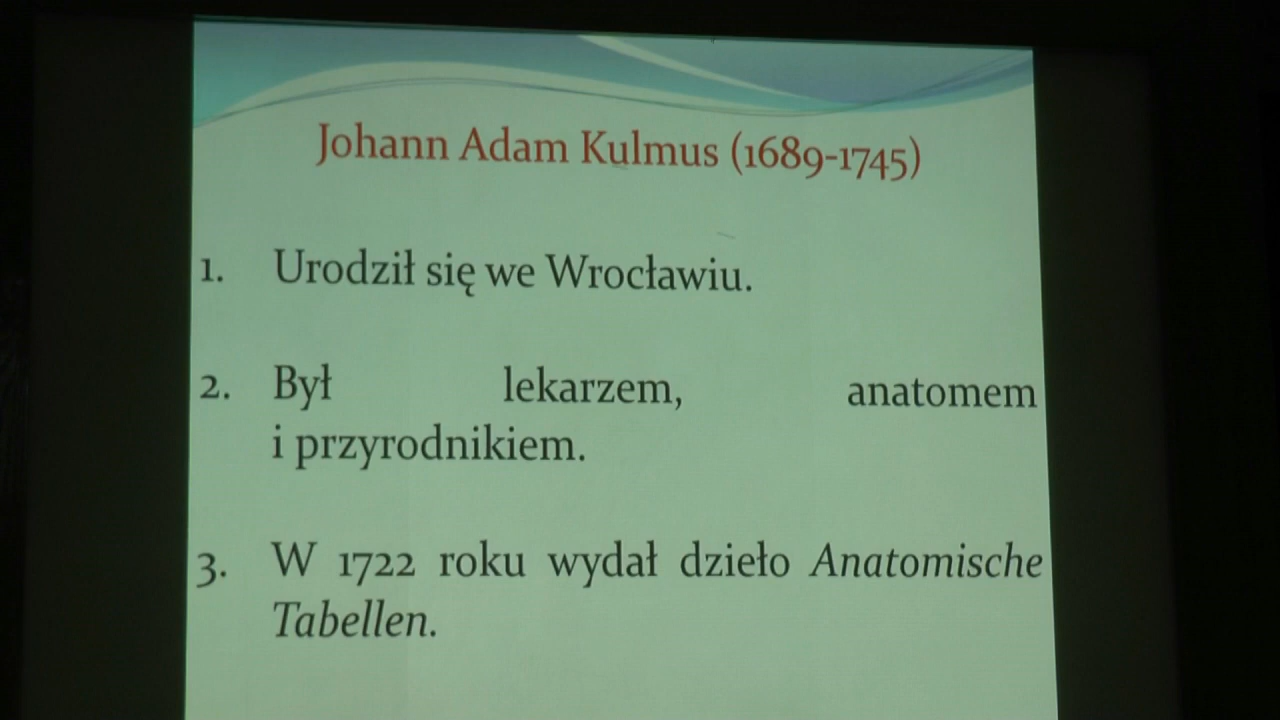 Johann Adam Kulmus (1689-1745)
1. Urodził się we Wrocławiu.
2. Był lekarzem, anatomem
i przyrodnikiem.
3. W 1722 roku wydał dzieło Anatomische
Tabellen.